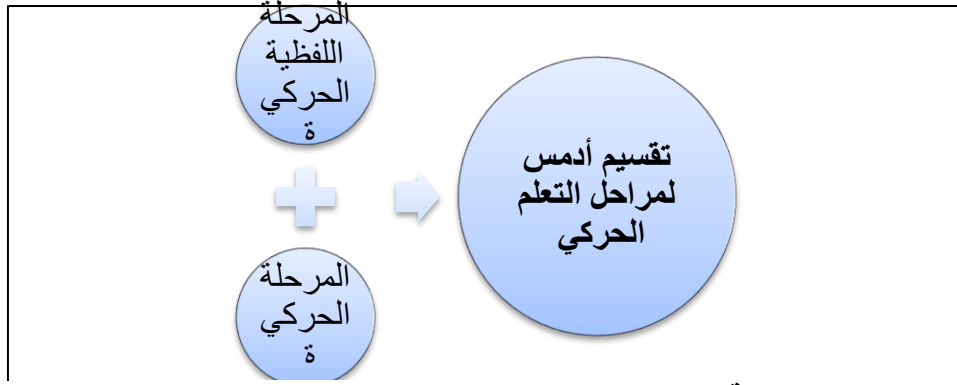 المرحلة
اللفظية
الحركي
ة
تقسيم أدمس
لمراحل التعلم
الحركي
المرحلة
الحركي
ة